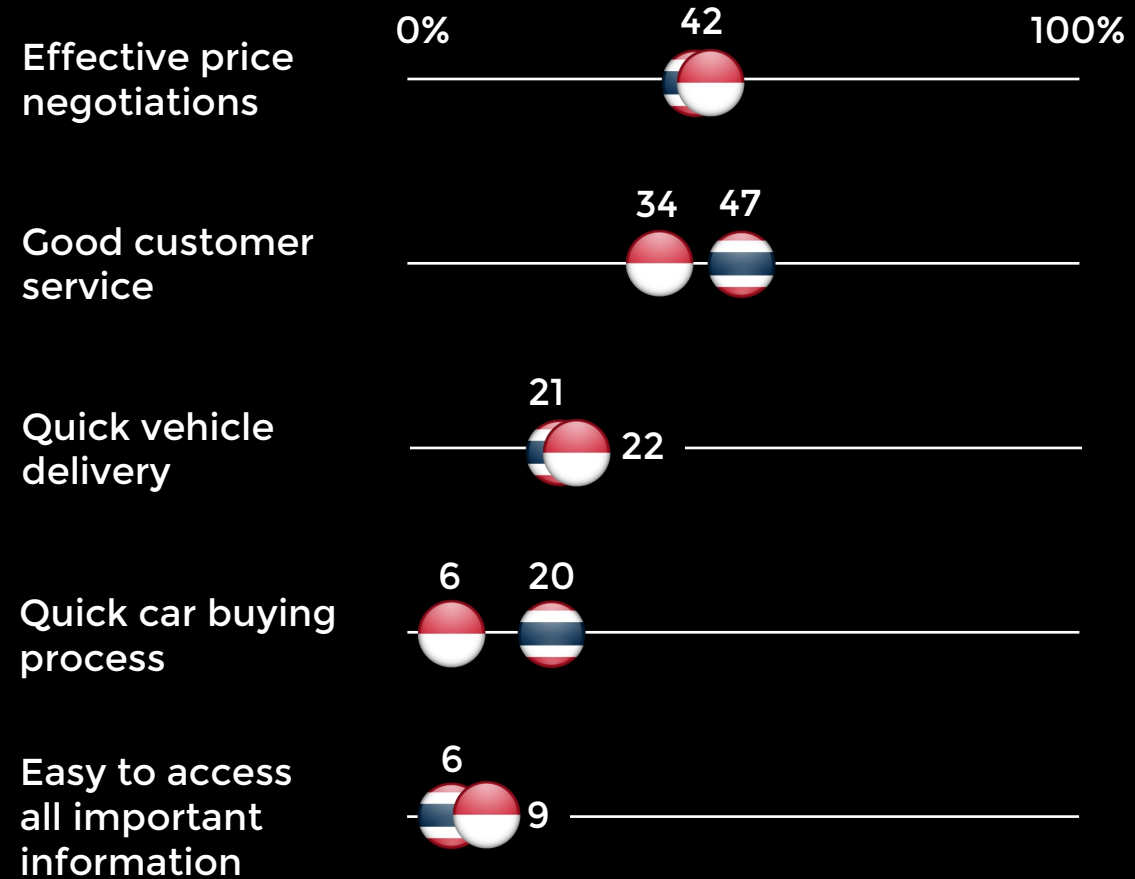 0%
42
100%
Effective price
negotiations
34
47
Good customer
service
21
Quick vehicle
delivery
22
6
20
Quick car buying
process
6
Easy to access
all important
information
9